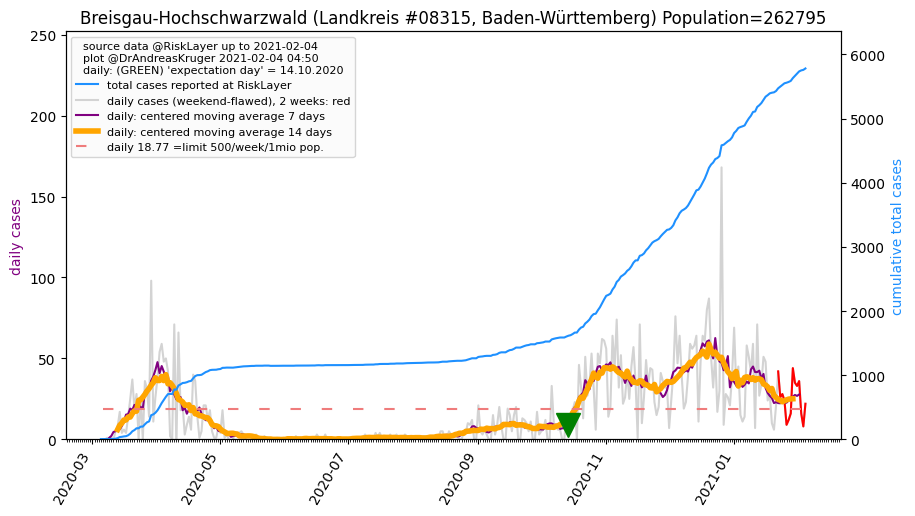 Breisgau-Hochschwarzwald (Landkreis #08315, Baden-Württemberg) Population=262795
source data @RiskLayer up to 2021-02-04
plot @DrAndreasKruger 2021-02-04 04:50
daily: (GREEN) 'expectation day' = 14.10.2020
total cases reported at RiskLayer
daily cases (weekend-flawed), 2 weeks: red
daily: centered moving average 7 days
daily: centered moving average 14 days
daily 18.77 =limit 500/week/1mio pop.
daily cases
250
200
150
100
50
0
cumulative total cases
6000
5000
4000
3000
2000
1000
0
2020-03
2020-05
2020-07
2020-09
2020-11
2021-01